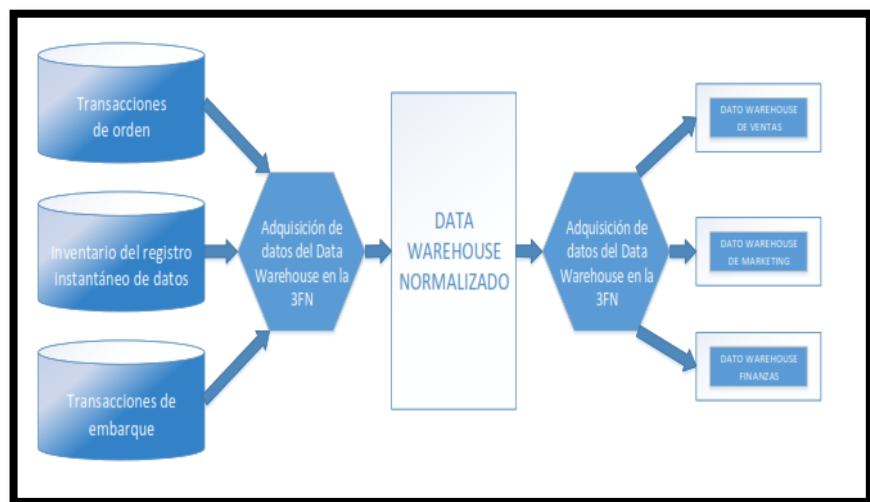 Transacciones
de orden
Inventario del registro
instantáneo de datos
Transacciones de
embarque
Adquisición de
datos del Data
Warehouse en la
3FN
DATA
WAREHOUSE
NORMALIZADO
Adquisición de
datos del Data
Warehouse en la
3FN
DATO WAREHOUSE
DE VENTAS
DATO WAREHOUSE
DE MARKETING
DATO WAREHOUSE
FINANZAS